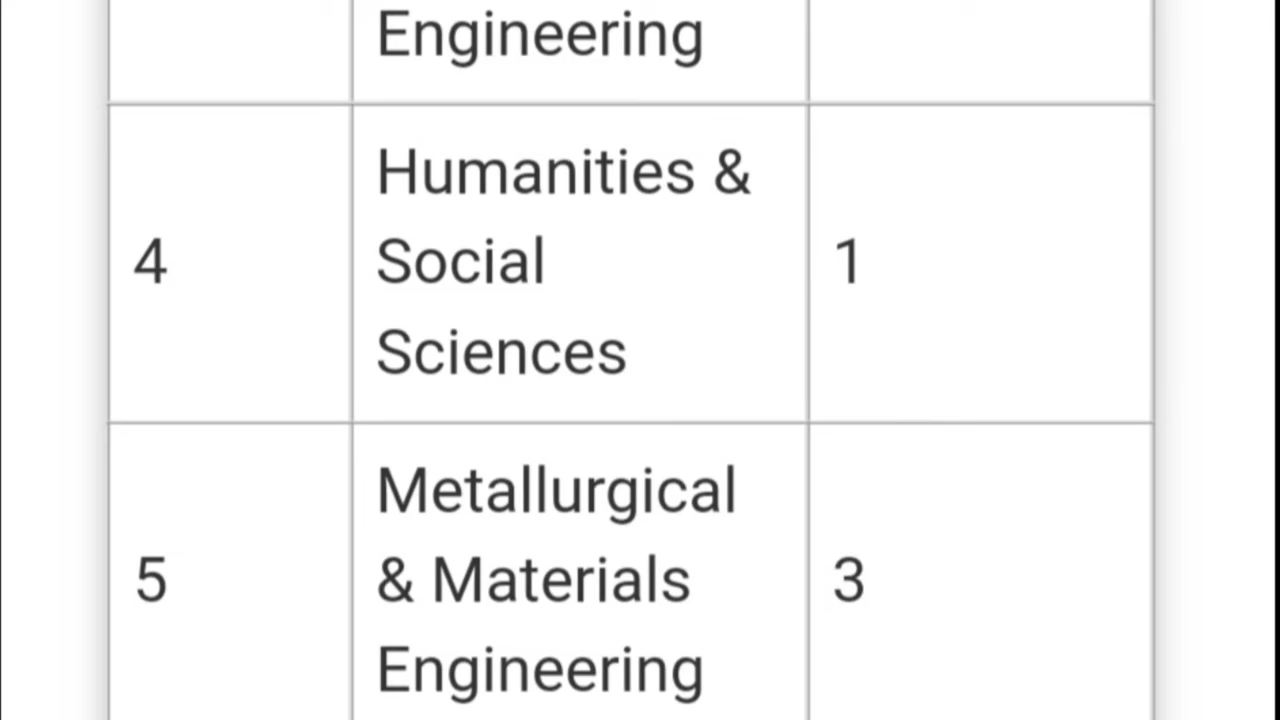 Engineering
4
Humanities &
Social
Sciences
1
5
Metallurgical
& Materials
Engineering
3